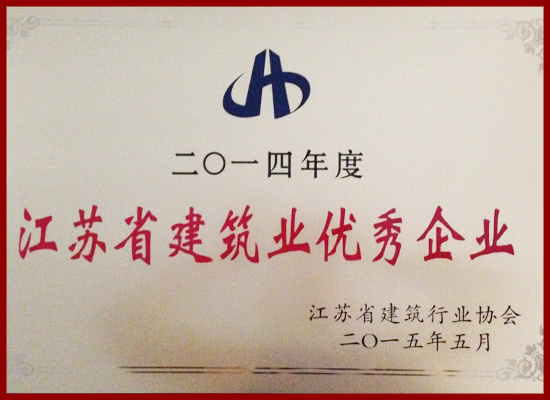 二〇一四年度
江苏省建筑业优秀企业
江苏省建筑行业协会
二〇一五年五月